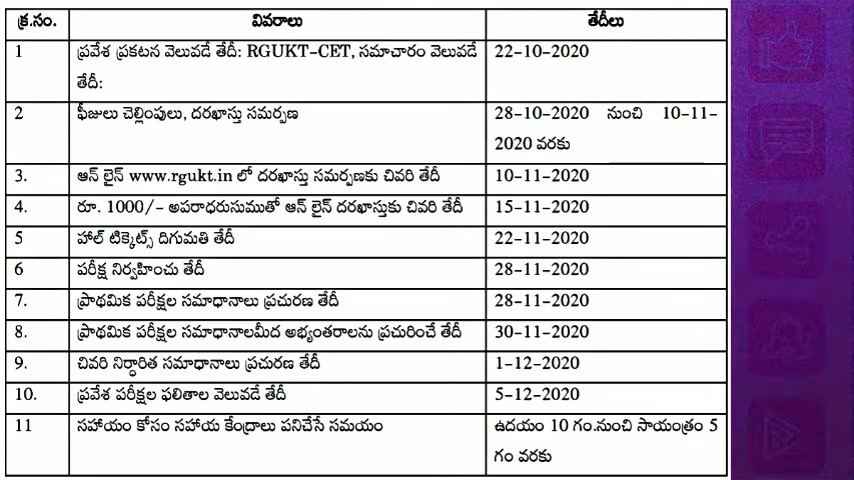 క్ర.సం. వివరాలు తేదీలు
1 ప్రవేశ ప్రకటన వెలువడే తేదీ: RGUKT-CET, సమాచారం వెలువడే 22-10-2020
తేదీ:
2 ఫీజులు చెల్లింపులు, దరఖాస్తు సమర్పణ 28-10-2020 నుంచి 10-11-
2020 వరకు
3. ఆన్ లైన్ www.rgukt.in లో దరఖాస్తు సమర్పణకు చివరి తేదీ 10-11-2020
4. రూ. 1000/- అపరాధరుసుముతో ఆన్ లైన్ దరఖాస్తుకు చివరి తేదీ 15-11-2020
5 హాల్ టిక్కెట్స్ దిగుమతి తేదీ 22-11-2020
6 పరీక్ష నిర్వహించు తేదీ 28-11-2020
7. ప్రాథమిక పరీక్షల సమాధానాలు ప్రచురణ తేదీ 28-11-2020
8. ప్రాథమిక పరీక్షల సమాధానాలమీద అభ్యంతరాలను ప్రచురించే తేదీ 30-11-2020
9. చివరి నిర్ధారిత సమాధానాలు ప్రచురణ తేదీ 1-12-2020
10. ప్రవేశ పరీక్షల ఫలితాల వెలువడే తేదీ 5-12-2020
11 సహాయం కోసం సహాయ కేంద్రాలు పనిచేసే సమయం ఉదయం 10 గం.నుంచి సాయంత్రం 5
గం వరకు